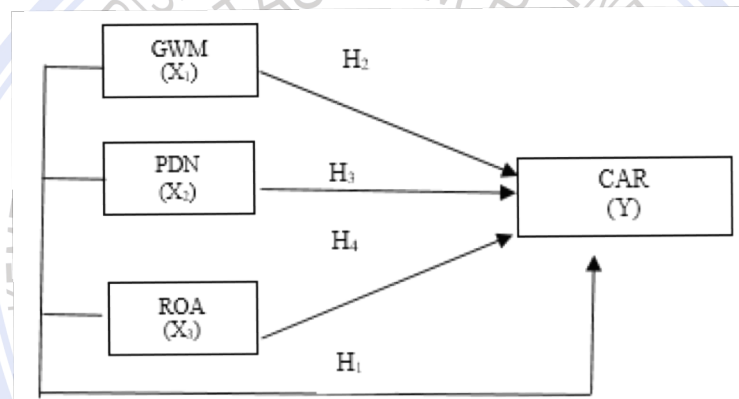 GWM
(X₁)
H₂
PDN
(X₂)
H₃
CAR
(Y)
H₄
ROA
(X₃)
H₁